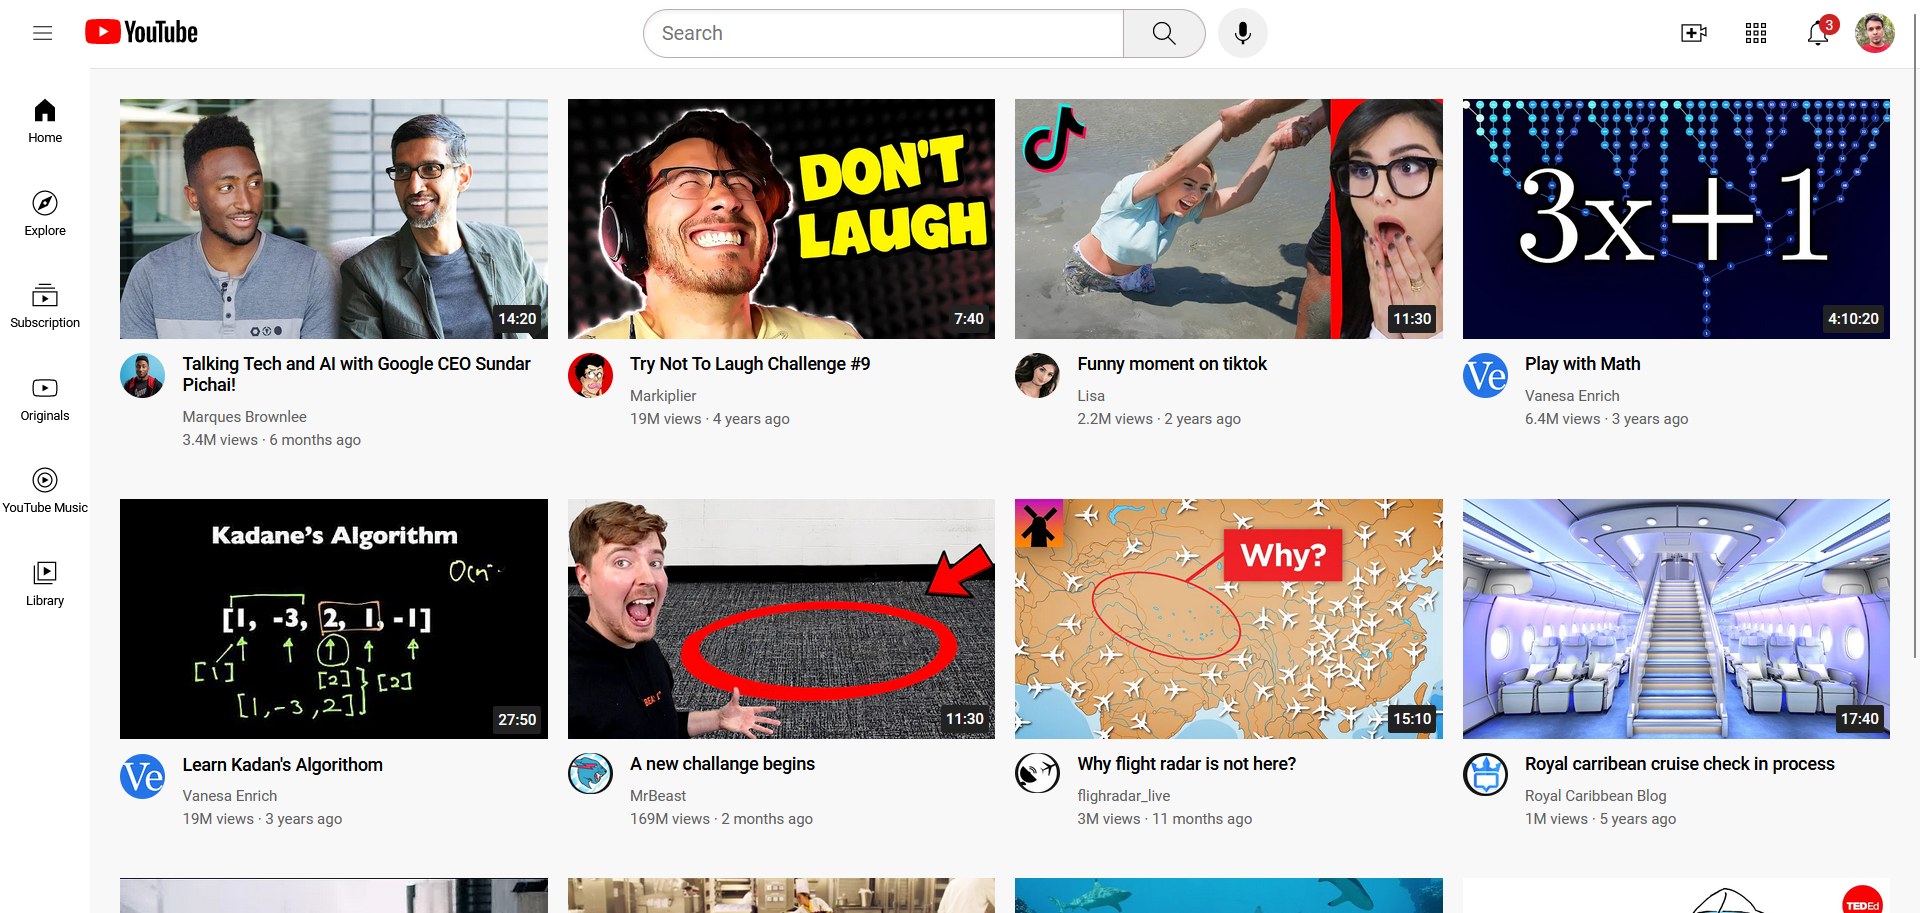 YouTube
Search
3
Home
Explore
Subscription
Originals
YouTube Music
Library
14:20
Talking Tech and AI with Google CEO Sundar
Pichai!
Marques Brownlee
3.4M views · 6 months ago
DON'T
LAUGH
7:40
Try Not To Laugh Challenge #9
Markiplier
19M views · 4 years ago
11:30
Funny moment on tiktok
Lisa
2.2M views · 2 years ago
3x+1
4:10:20
Ve
Play with Math
Vanesa Enrich
6.4M views · 3 years ago
Kadane's Algorithm
[1, -3, 2, 1, -1]
[1]
[2]
[2]
[1,-3,2]
27:50
Ve
Learn Kadan's Algorithom
Vanesa Enrich
19M views · 3 years ago
11:30
A new challange begins
MrBeast
169M views · 2 months ago
Why?
15:10
Why flight radar is not here?
flighradar_live
3M views · 11 months ago
17:40
Royal carribean cruise check in process
Royal Caribbean Blog
1M views · 5 years ago
TEDEd